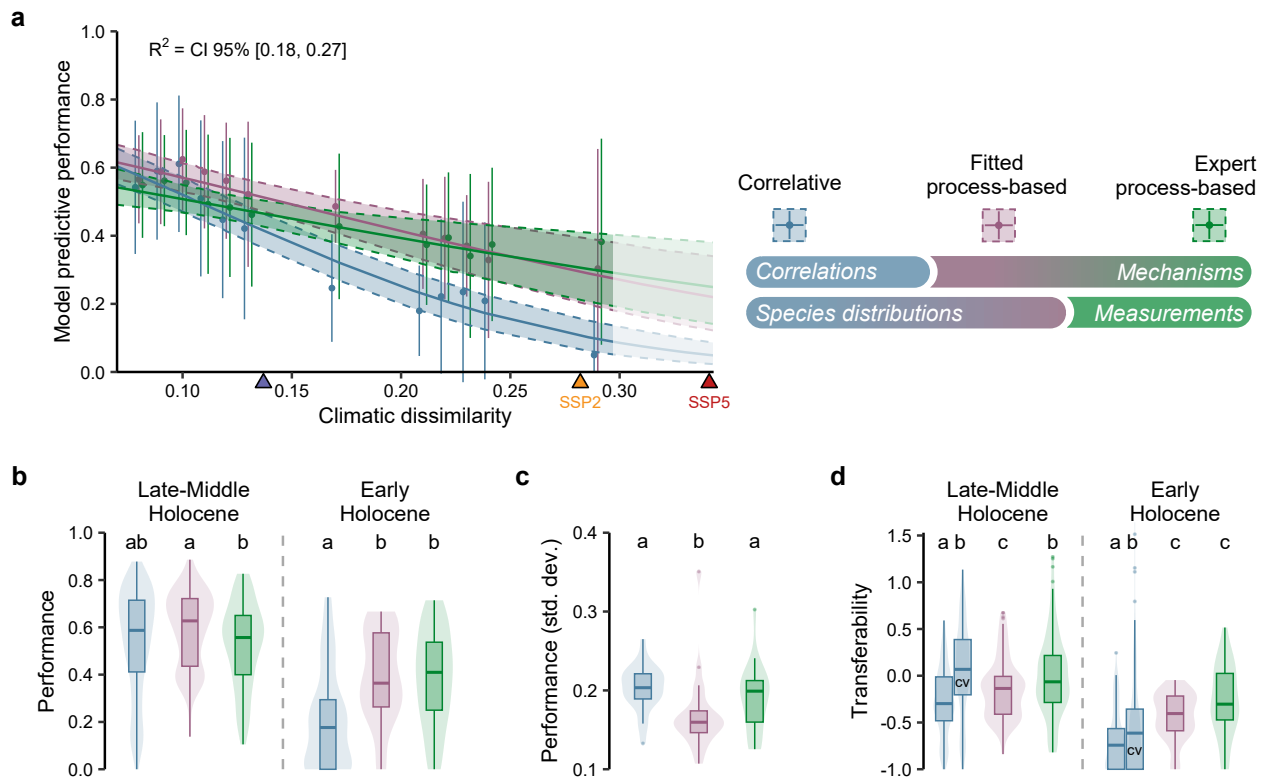 a
1.0
0.8
0.6
0.4
0.2
0.0
Model predictive performance
R² = CI 95% [0.18, 0.27]
0.10
0.15
0.20
0.25
0.30
SSP2
SSP5
Climatic dissimilarity
Correlative
Fitted
process-based
Expert
process-based
Correlations
Mechanisms
Species distributions
Measurements
b
Late-Middle
Holocene
Early
Holocene
1.0
0.8
0.6
0.4
0.2
0.0
Performance
ab
a
b
a
b
b
c
0.4
0.3
0.2
0.1
Performance (std. dev.)
a
b
a
d
Late-Middle
Holocene
Early
Holocene
1.5
1.0
0.5
0.0
-0.5
-1.0
Transferability
a
b
c
b
a
b
c
c
cv
cv